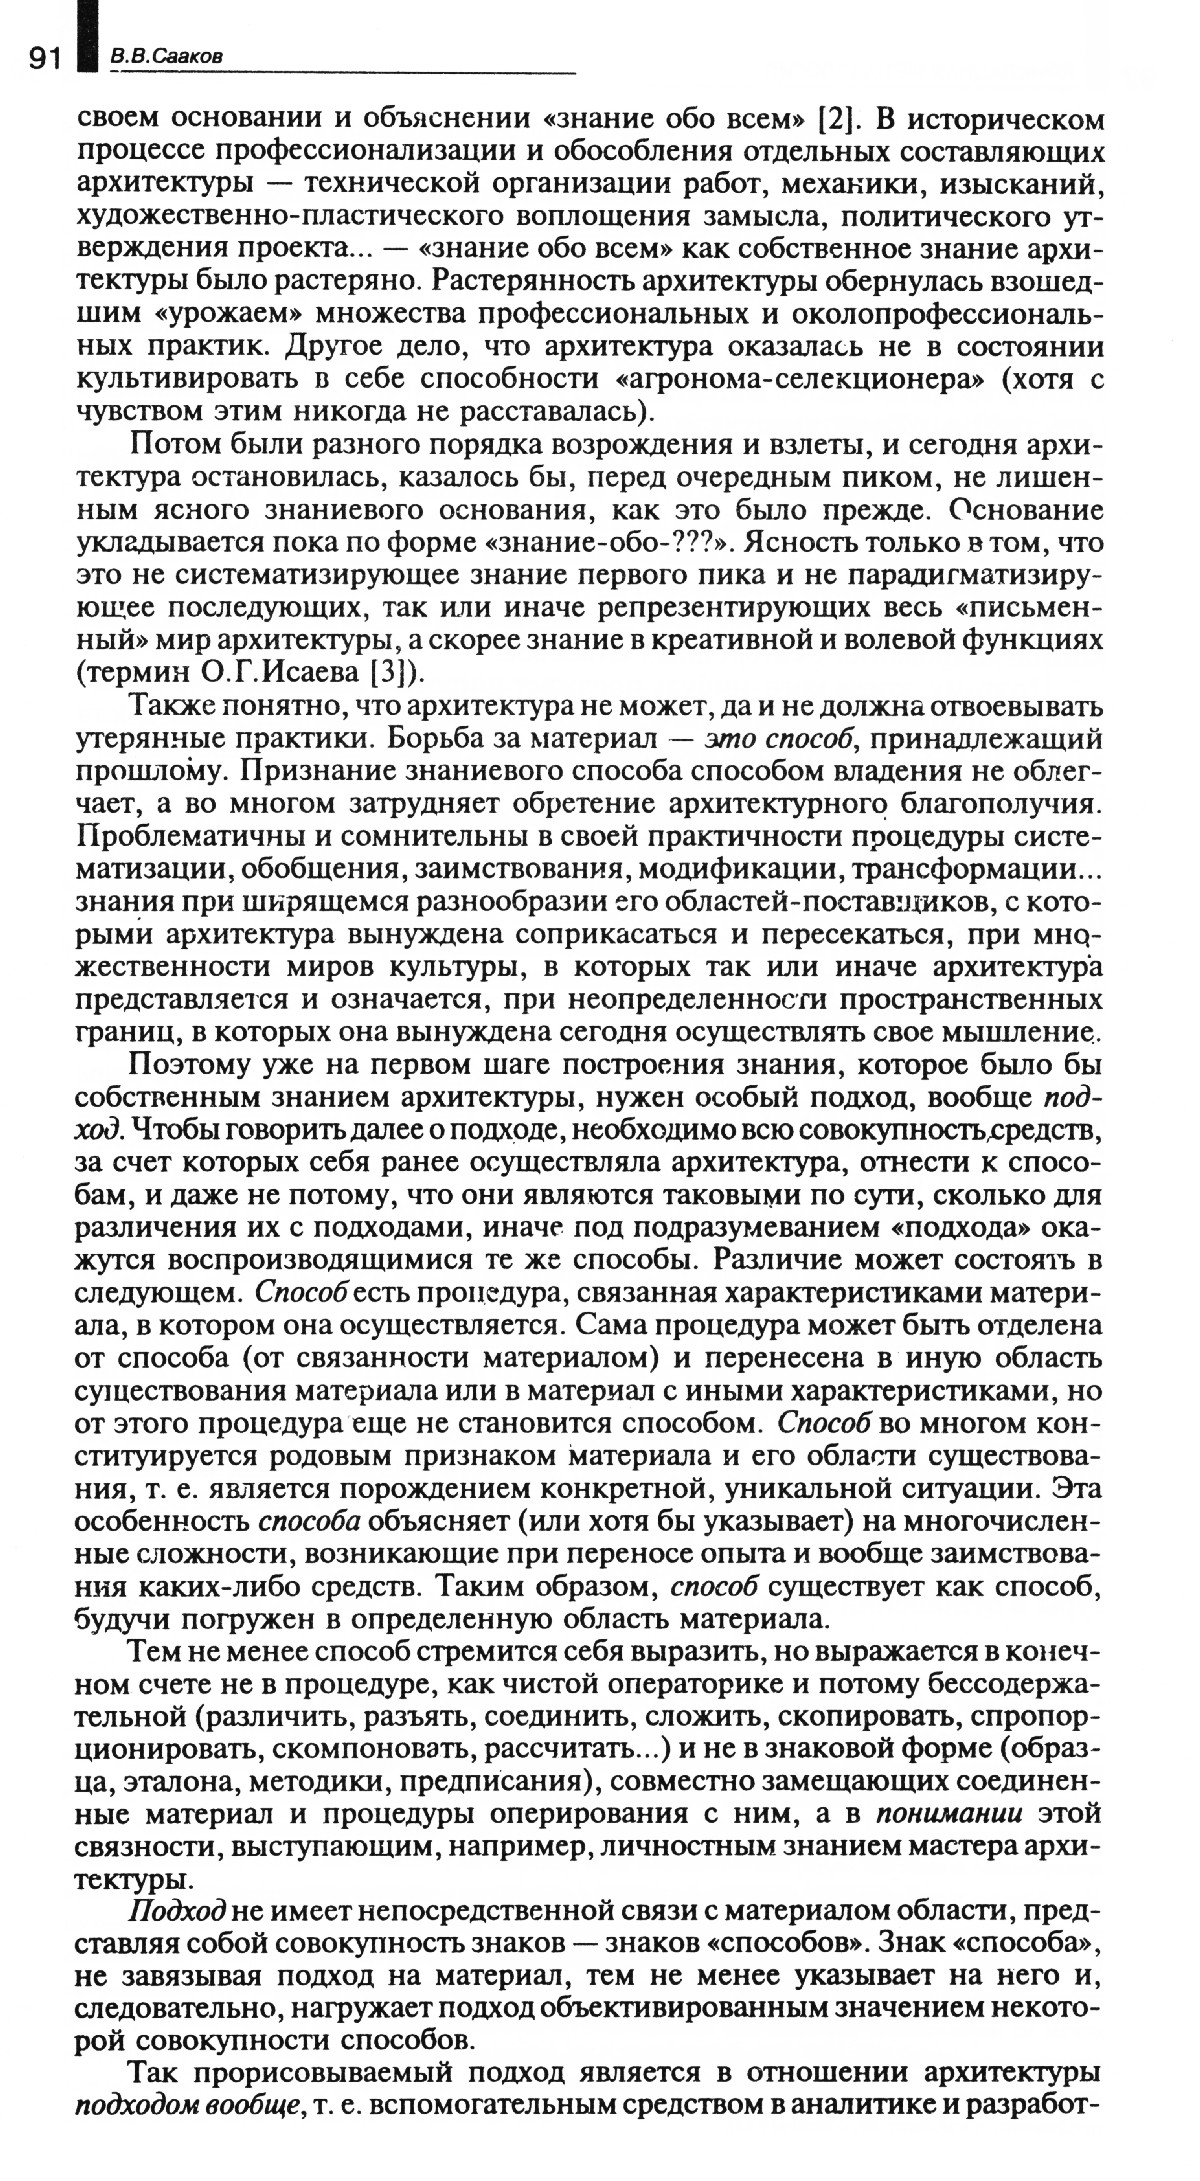 91
В.В.Сааков
своем основании и объяснении «знание обо всем» [2]. В историческом
процессе профессионализации и обособления отдельных составляющих
архитектуры — технической организации работ, механики, изысканий,
художественно-пластического воплощения замысла, политического ут-
верждения проекта... — «знание обо всем» как собственное знание архи-
тектуры было растеряно. Растерянность архитектуры обернулась взошед-
шим «урожаем» множества профессиональных и околопрофессиональ-
ных практик. Другое дело, что архитектура оказалась не в состоянии
культивировать в себе способности «агронома-селекционера» (хотя с
чувством этим никогда не расставалась).
Потом были разного порядка возрождения и взлеты, и сегодня архи-
тектура остановилась, казалось бы, перед очередным пиком, не лишен-
ным ясного знаниевого основания, как это было прежде. Основание
укладывается пока по форме «знание-обо-???». Ясность только в том, что
это не систематизирующее знание первого пика и не парадигматизиру-
ющее последующих, так или иначе репрезентирующих весь «письмен-
ный» мир архитектуры, а скорее знание в креативной и волевой функциях
(термин О.Г.Исаева [3]).
Также понятно, что архитектура не может, да и не должна отвоевывать
утерянные практики. Борьба за материал — это способ, принадлежащий
прошлому. Признание знаниевого способа способом владения не облег-
чает, а во многом затрудняет обретение архитектурного благополучия.
Проблематичны и сомнительны в своей практичности процедуры систе-
матизации, обобщения, заимствования, модификации, трансформации...
знания при ширящемся разнообразии его областей-поставщиков, с кото-
рыми архитектура вынуждена соприкасаться и пересекаться, при мно-
жественности миров культуры, в которых так или иначе архитектура
представляется и означается, при неопределенности пространственных
границ, в которых она вынуждена сегодня осуществлять свое мышление.
Поэтому уже на первом шаге построения знания, которое было бы
собственным знанием архитектуры, нужен особый подход, вообще под-
ход. Чтобы говорить далее о подходе, необходимо всю совокупность средств,
за счет которых себя ранее осуществляла архитектура, отнести к спосо-
бам, и даже не потому, что они являются таковыми по сути, сколько для
различения их с подходами, иначе под подразумеванием «подхода» ока-
жутся воспроизводящимися те же способы. Различие может состоять в
следующем. Способ есть процедура, связанная характеристиками матери-
ала, в котором она осуществляется. Сама процедура может быть отделена
от способа (от связанности материалом) и перенесена в иную область
существования материала или в материал с иными характеристиками, но
от этого процедура еще не становится способом. Способ во многом кон-
ституируется родовым признаком материала и его области существова-
ния, т. е. является порождением конкретной, уникальной ситуации. Эта
особенность способа объясняет (или хотя бы указывает) на многочислен-
ные сложности, возникающие при переносе опыта и вообще заимствова-
ния каких-либо средств. Таким образом, способ существует как способ,
будучи погружен в определенную область материала.
Тем не менее способ стремится себя выразить, но выражается в конеч-
ном счете не в процедуре, как чистой операторике и потому бессодержа-
тельной (различить, разъять, соединить, сложить, скопировать, спропор-
ционировать, скомпоновать, рассчитать...) и не в знаковой форме (образ-
ца, эталона, методики, предписания), совместно замещающих соединен-
ные материал и процедуры оперирования с ним, а в понимании этой
связности, выступающим, например, личностным знанием мастера архи-
тектуры.
Подход не имеет непосредственной связи с материалом области, пред-
ставляя собой совокупность знаков — знаков «способов». Знак «способа»,
не завязывая подход на материал, тем не менее указывает на него и,
следовательно, нагружает подход объективированным значением некото-
рой совокупности способов.
Так прорисовываемый подход является в отношении архитектуры
подходом вообще, т. е. вспомогательным средством в аналитике и разработ-